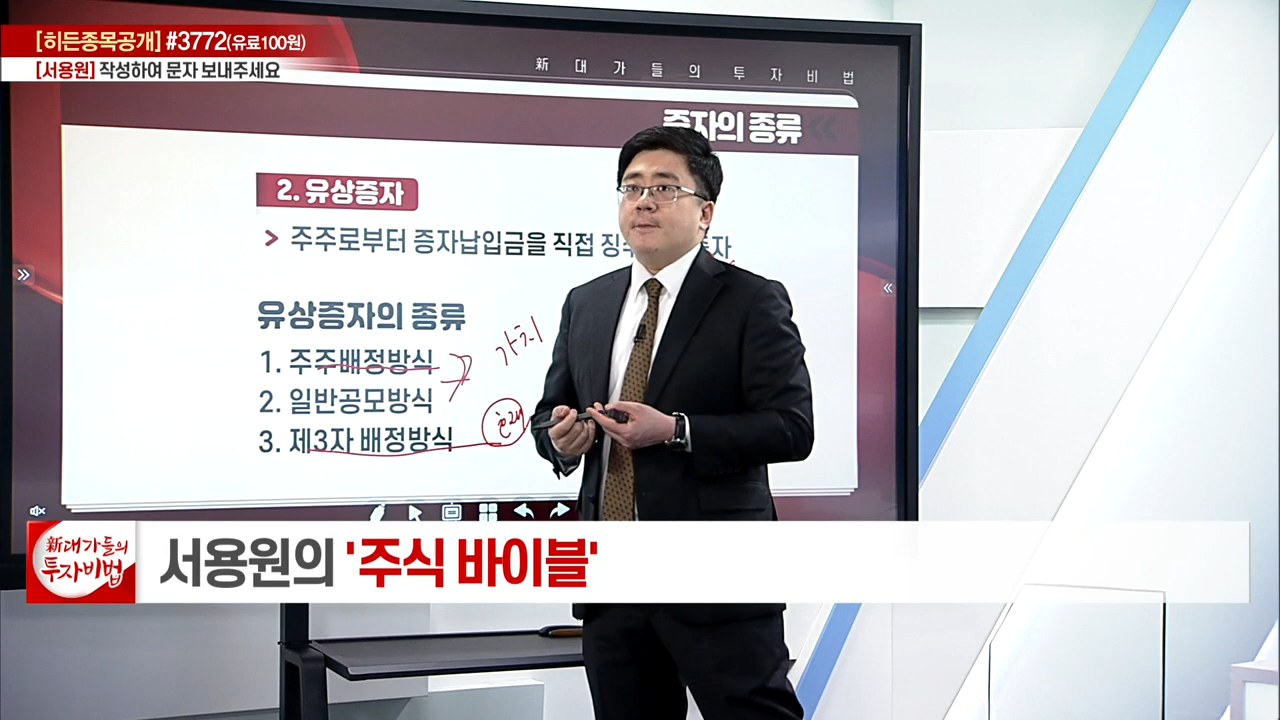 [히든종목공개] #3772(유료100원)
[서용원] 작성하여 문자 보내주세요
新 대 가 들 의 투 자 비 법
증자의 종류
2. 유상증자
주주로부터 증자납입금을 직접 징
유상증자의 종류
1. 주주배정방식
가치
2. 일반공모방식
3. 제3자 배정방식
新대가들의
투자비법
서용원의 '주식 바이블'